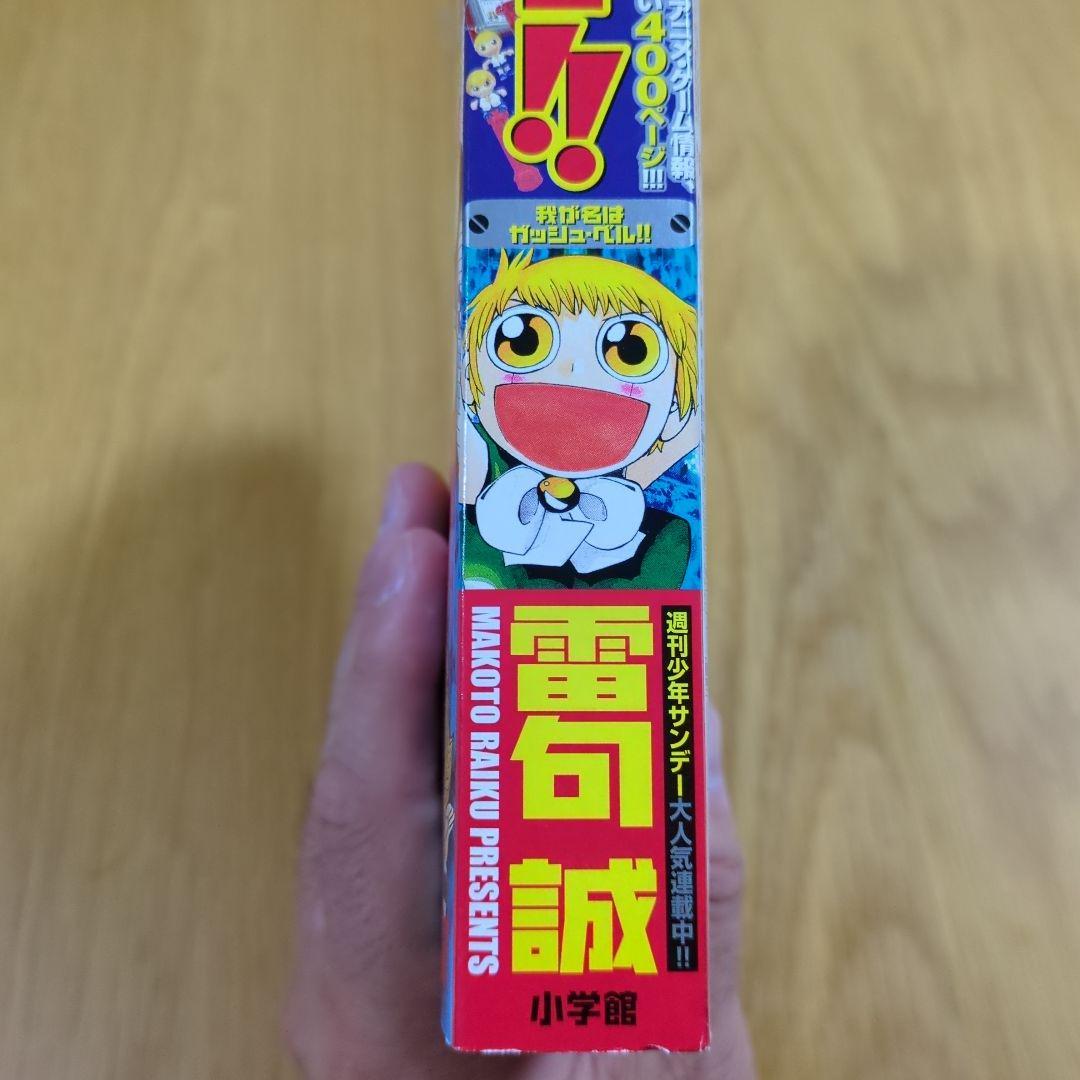 アニメ、ゲーム情報、
い400ページ!!!
!!
我が名は
ガッシュ・ベル!!
週刊少年サンデー大人気連載中!!
雷句 誠
MAKOTO RAIKU PRESENTS
小学館